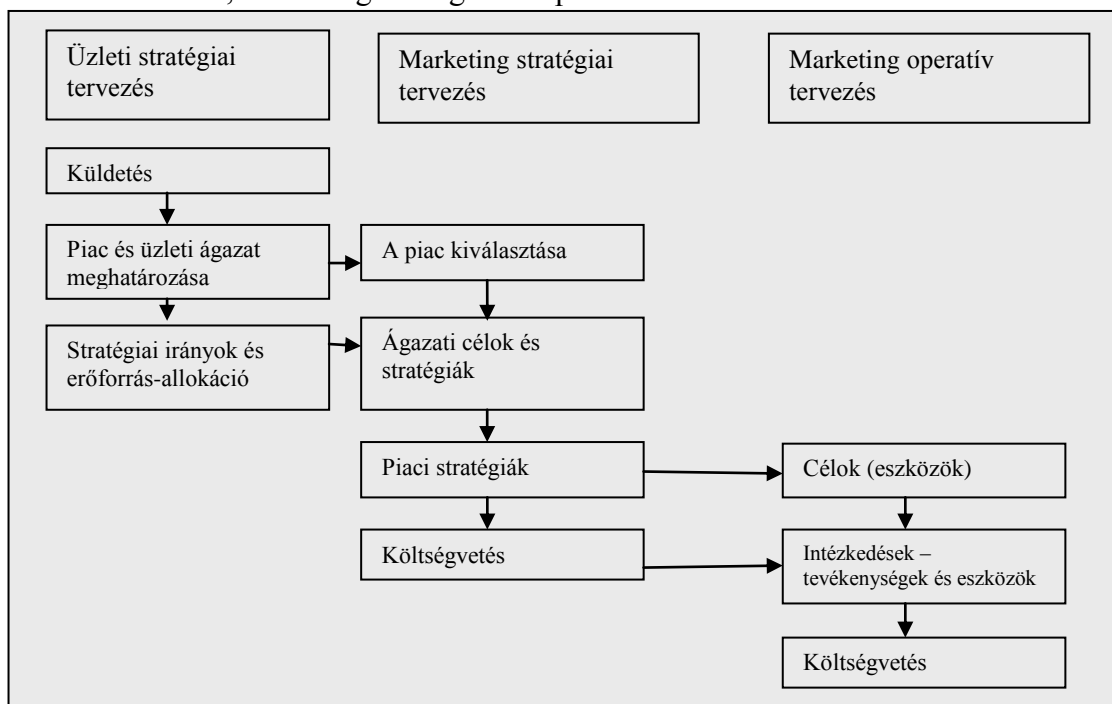 Üzleti stratégiai
tervezés
Marketing stratégiai
tervezés
Marketing operatív
tervezés
Küldetés
Piac és üzleti ágazat
meghatározása
A piac kiválasztása
Stratégiai irányok és
erőforrás-allokáció
Ágazati célok és
stratégiák
Piaci stratégiák
Célok (eszközök)
Költségvetés
Intézkedések –
tevékenységek és eszközök
Költségvetés